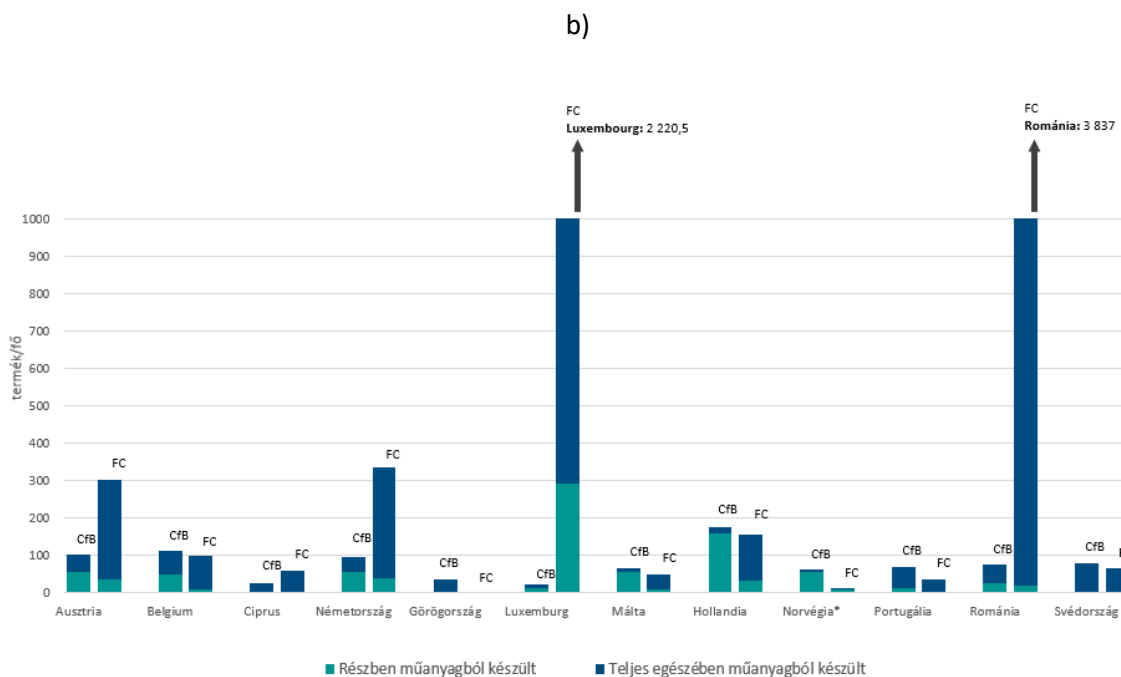 b)
FC
Luxembourg: 2 220,5
FC
Románia: 3 837
termék/fő
1000
900
800
700
600
500
400
300
200
100
0
CfB FC
CfB FC
CfB FC
CfB FC
CfB FC
CfB
CfB FC
CfB FC
CfB FC
CfB FC
CfB
CfB
Ausztria Belgium Ciprus Németország Görögország Luxemburg Málta Hollandia Norvégia* Portugália Románia Svédország
Részben műanyagból készült Teljes egészében műanyagból készült